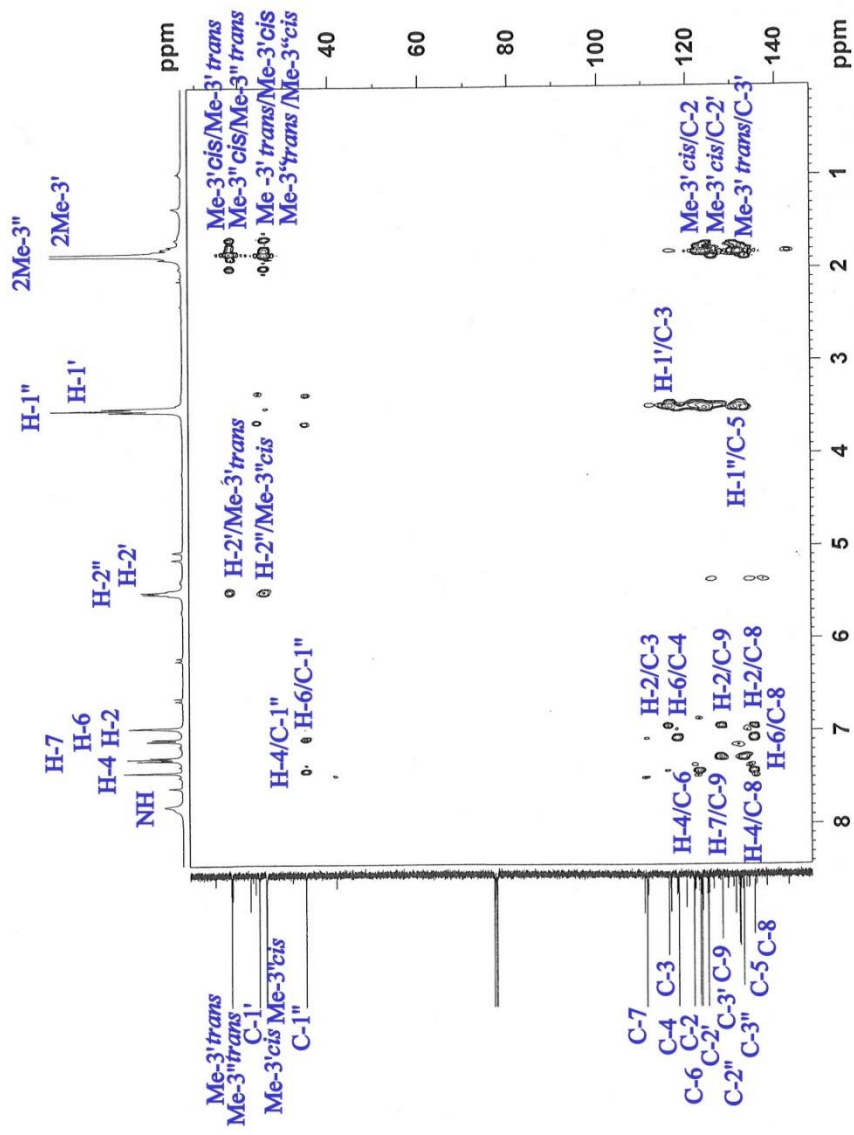 2Me-3"
2Me-3'
H-1"
H-1'
H-2"
H-2'
H-7
H-6
H-2
H-4
NH
ppm
Me-3'cis/Me-3'trans
Me-3"cis/Me-3" trans
Me -3' trans/Me-3'cis
Me-3"trans /Me-3"cis
H-2'/Me-3'trans
H-2"/Me-3"cis
H-4/C-1"
H-6/C-1"
40
80
100
120
140
ppm
Me-3' cis/C-2
Me-3' cis/C-2'
Me-3' trans/C-3'
H-1'/C-3
H-1"/C-5
H-2/C-3
H-6/C-4
H-2/C-9
H-2/C-8
H-6/C-8
H-4/C-6
H-7/C-9
H-4/C-8
1
2
3
4
5
6
7
8
Me-3'trans
Me-3"trans
C-1'
Me-3'cis Me-3"cis
C-1"
C-7
C-3
C-4
C-2
C-6
C-2'
C-2"
C-3' C-9
C-3"
C-5
C-8